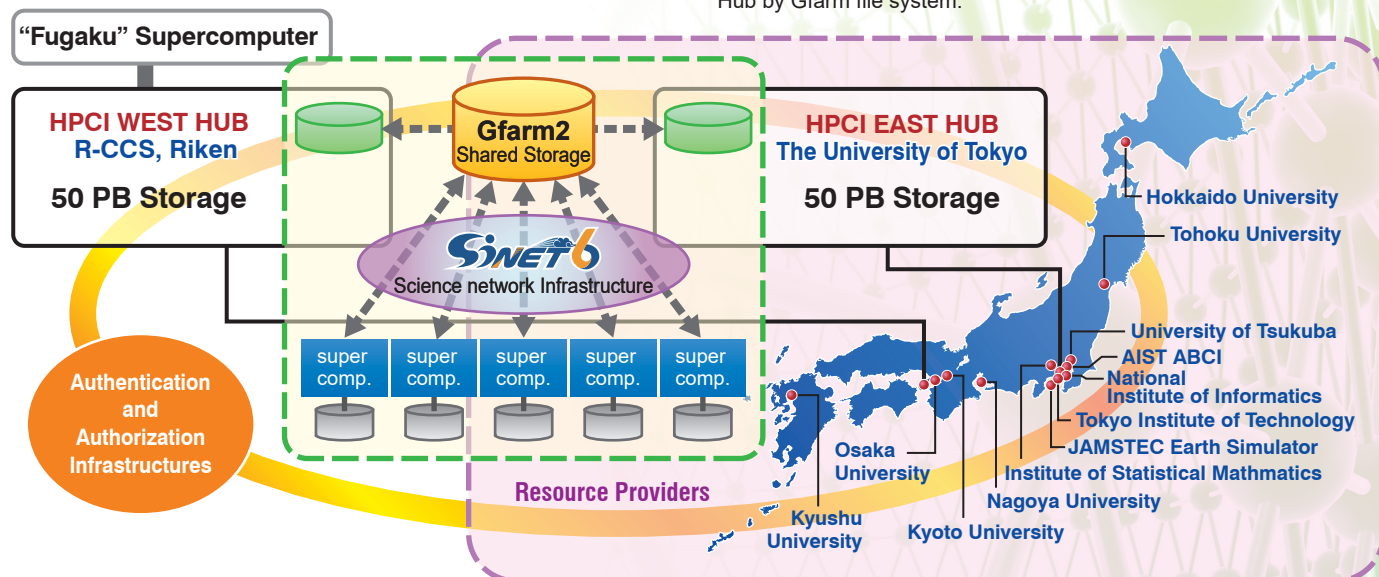 Hub by Gfarm file system.
“Fugaku” Supercomputer
HPCI WEST HUB
R-CCS, Riken
50 PB Storage
Gfarm2
Shared Storage
HPCI EAST HUB
The University of Tokyo
50 PB Storage
SINET6
Science network Infrastructure
super
comp.
super
comp.
super
comp.
super
comp.
super
comp.
Authentication
and
Authorization
Infrastructures
Resource Providers
Hokkaido University
Tohoku University
University of Tsukuba
AIST ABCI
National
Institute of Informatics
Tokyo Institute of Technology
JAMSTEC Earth Simulator
Institute of Statistical Mathmatics
Nagoya University
Kyoto University
Osaka
University
Kyushu
University